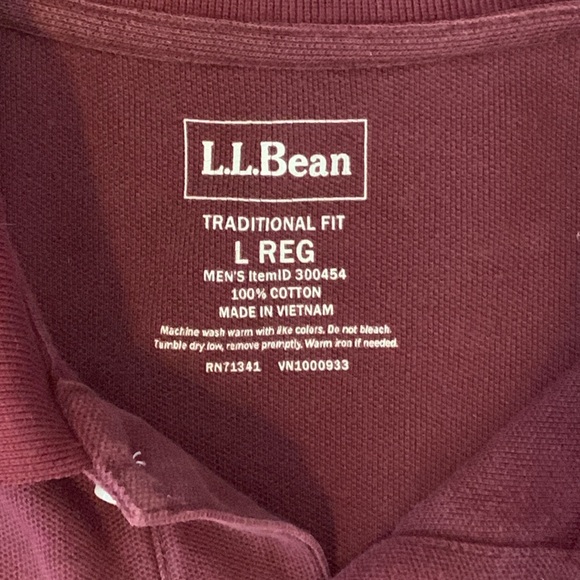 L.L.Bean
TRADITIONAL FIT
L REG
MEN'S ItemID 300454
100% COTTON
MADE IN VIETNAM
Machine wash warm with like colors. Do not bleach.
Tumble dry low, remove promptly. Warm iron if needed.
RN71341 VN1000933